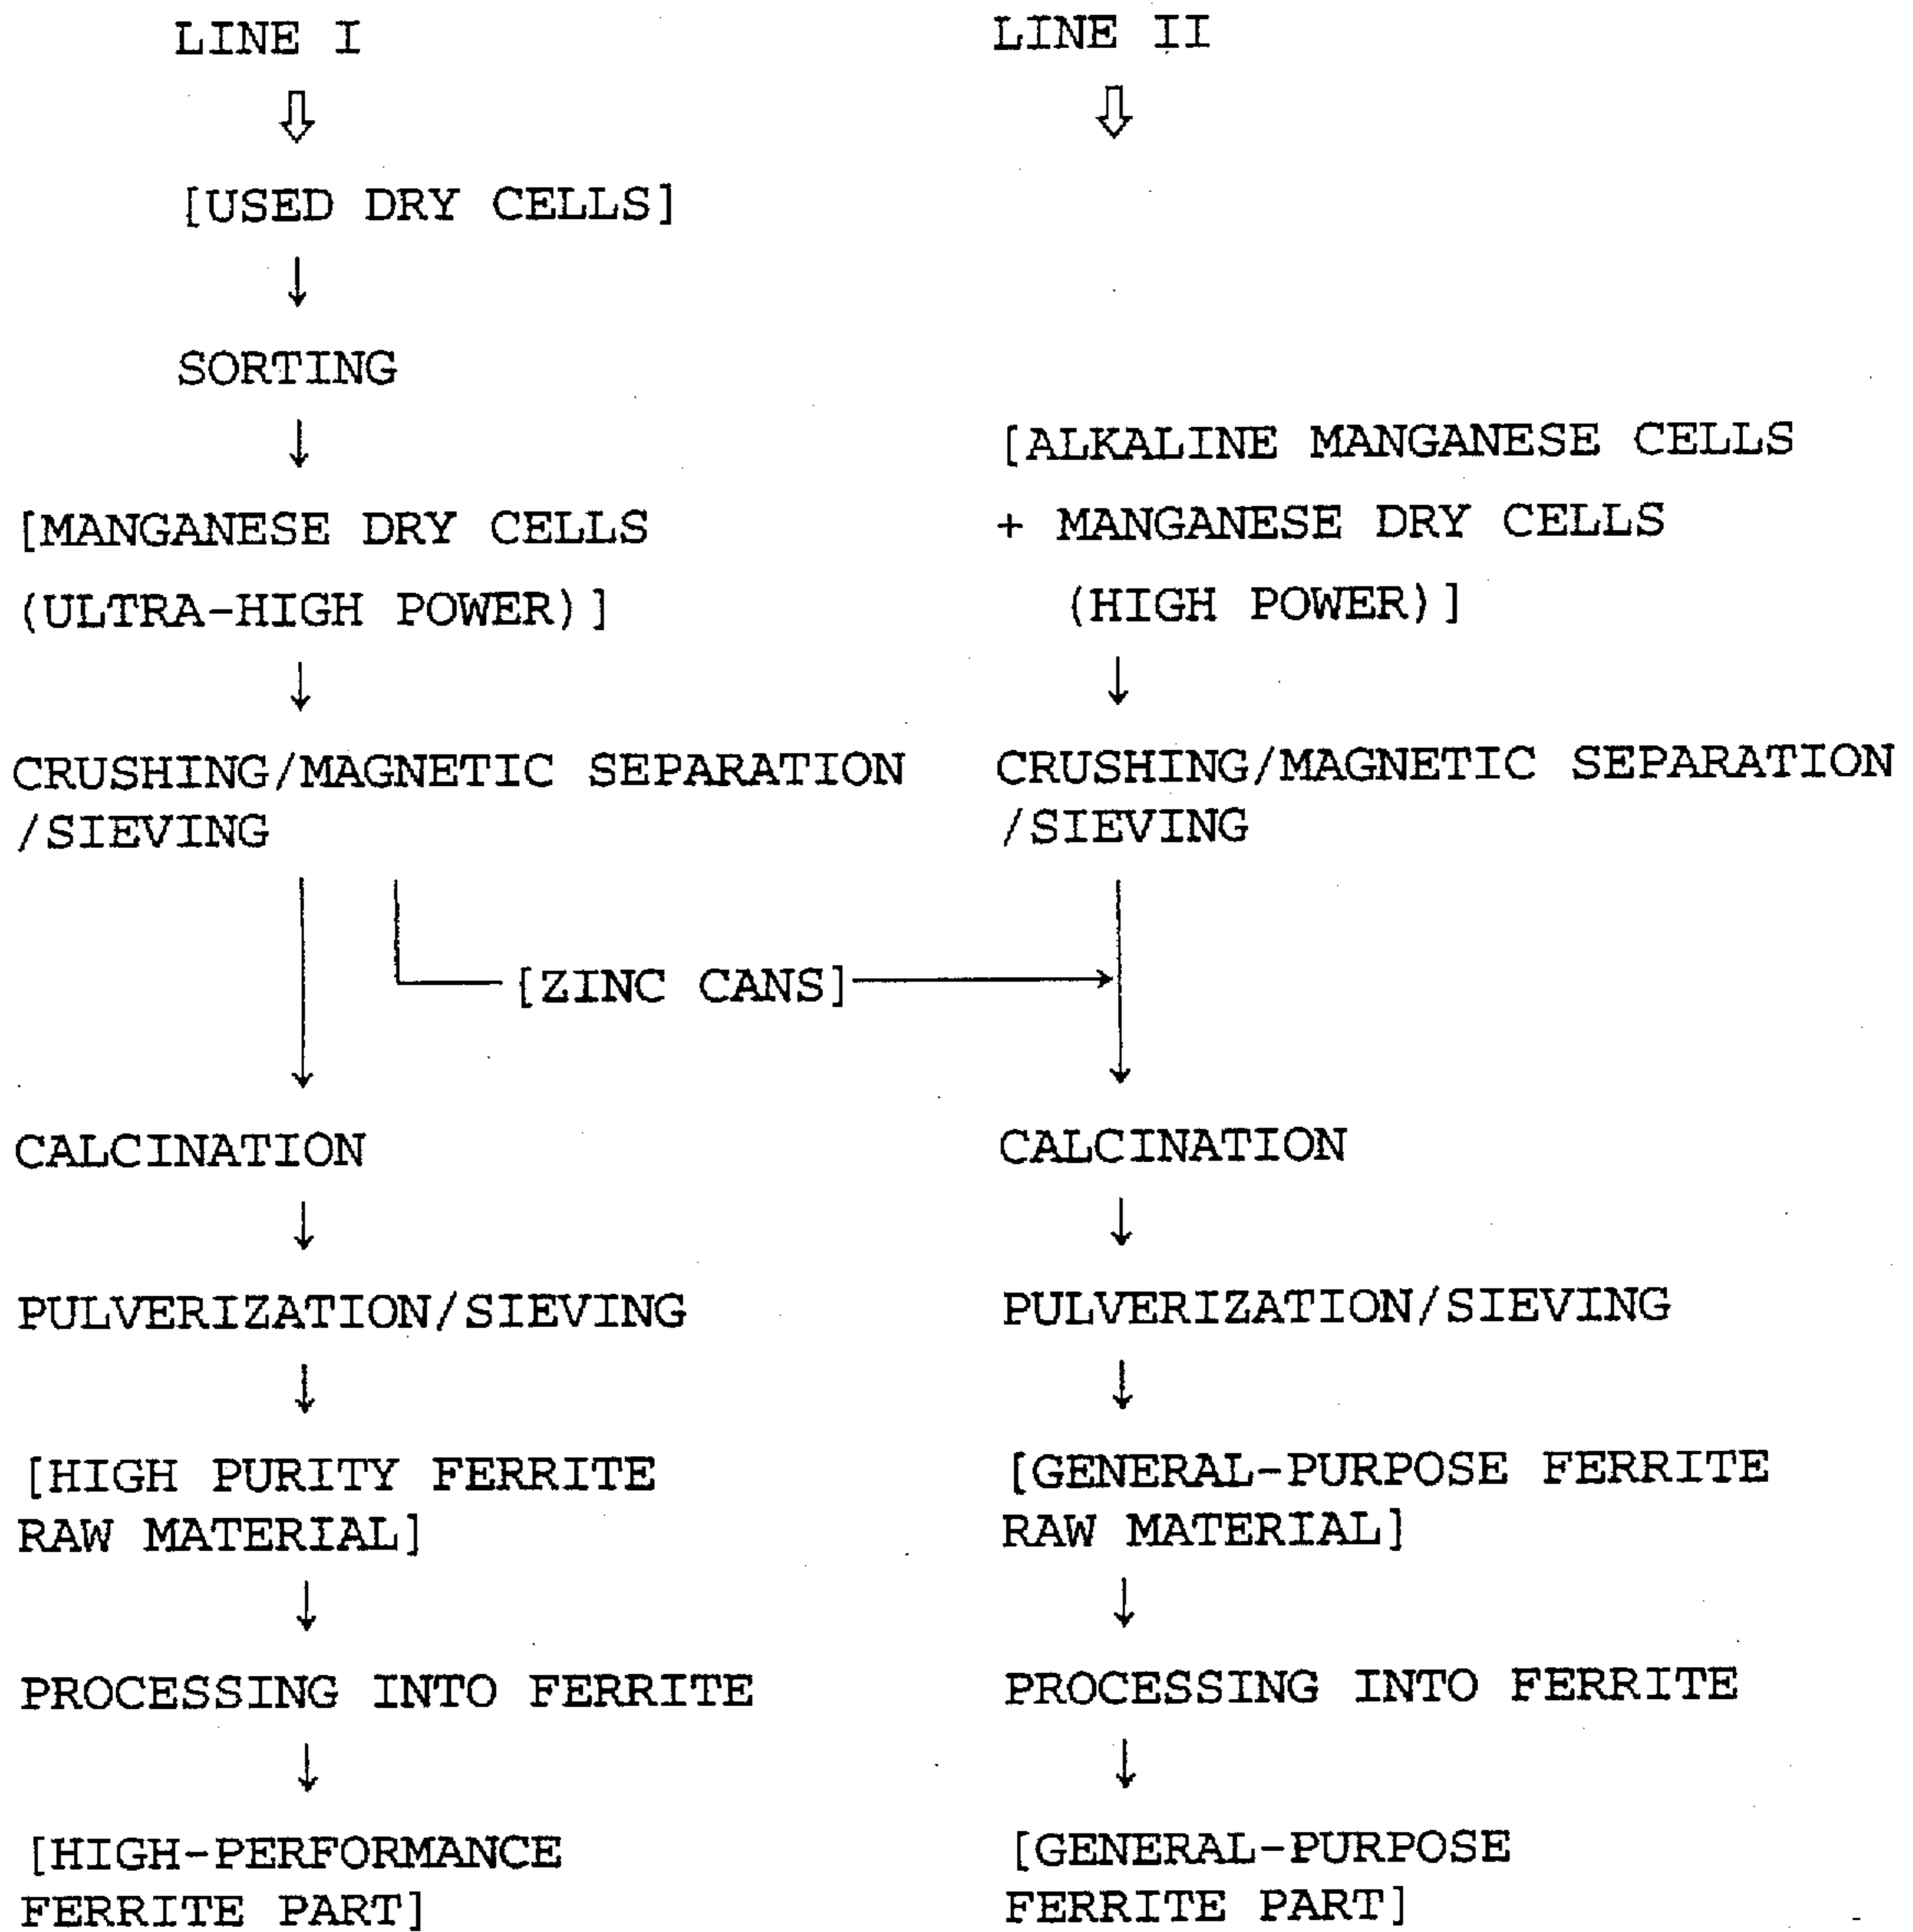 LINE I
⇩
[USED DRY CELLS]
↓
SORTING
↓
[MANGANESE DRY CELLS
(ULTRA-HIGH POWER)]
↓
CRUSHING/MAGNETIC SEPARATION
/SIEVING
[ZINC CANS]
CALCINATION
↓
PULVERIZATION/SIEVING
↓
[HIGH PURITY FERRITE
RAW MATERIAL]
↓
PROCESSING INTO FERRITE
↓
[HIGH-PERFORMANCE
FERRITE PART]
LINE II
⇩
[ALKALINE MANGANESE CELLS
+ MANGANESE DRY CELLS
(HIGH POWER)]
↓
CRUSHING/MAGNETIC SEPARATION
/SIEVING
CALCINATION
↓
PULVERIZATION/SIEVING
↓
[GENERAL-PURPOSE FERRITE
RAW MATERIAL]
↓
PROCESSING INTO FERRITE
↓
[GENERAL-PURPOSE
FERRITE PART]